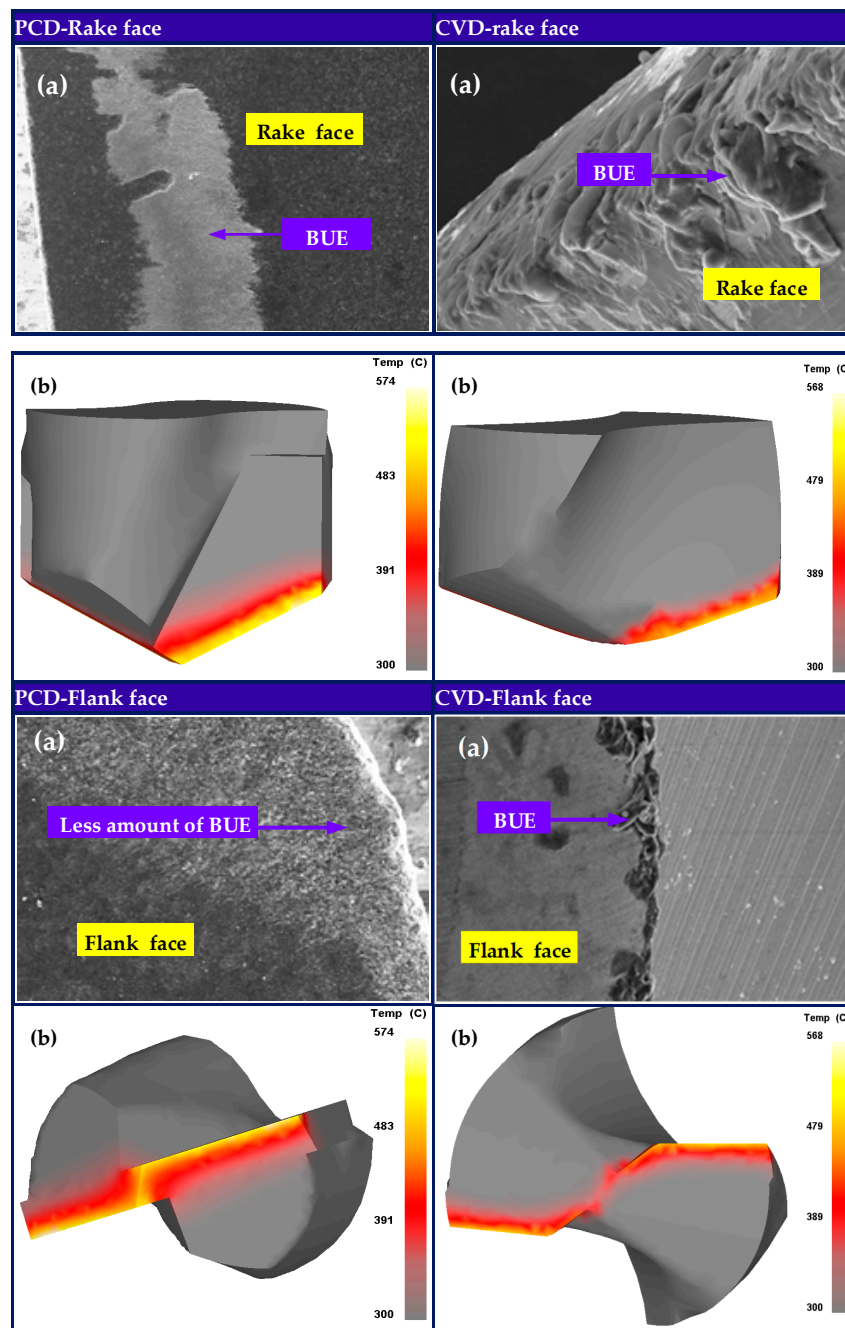 PCD-Rake face
CVD-rake face
(a)
Rake face
BUE
(a)
BUE
Rake face
(b)
Temp (C)
574
483
391
300
(b)
Temp (C
568
479
389
300
PCD-Flank face
CVD-Flank face
(a)
Less amount of BUE
Flank face
(a)
BUE
Flank face
(b)
Temp (C)
574
483
391
300
(b)
Temp (C
568
479
389
300